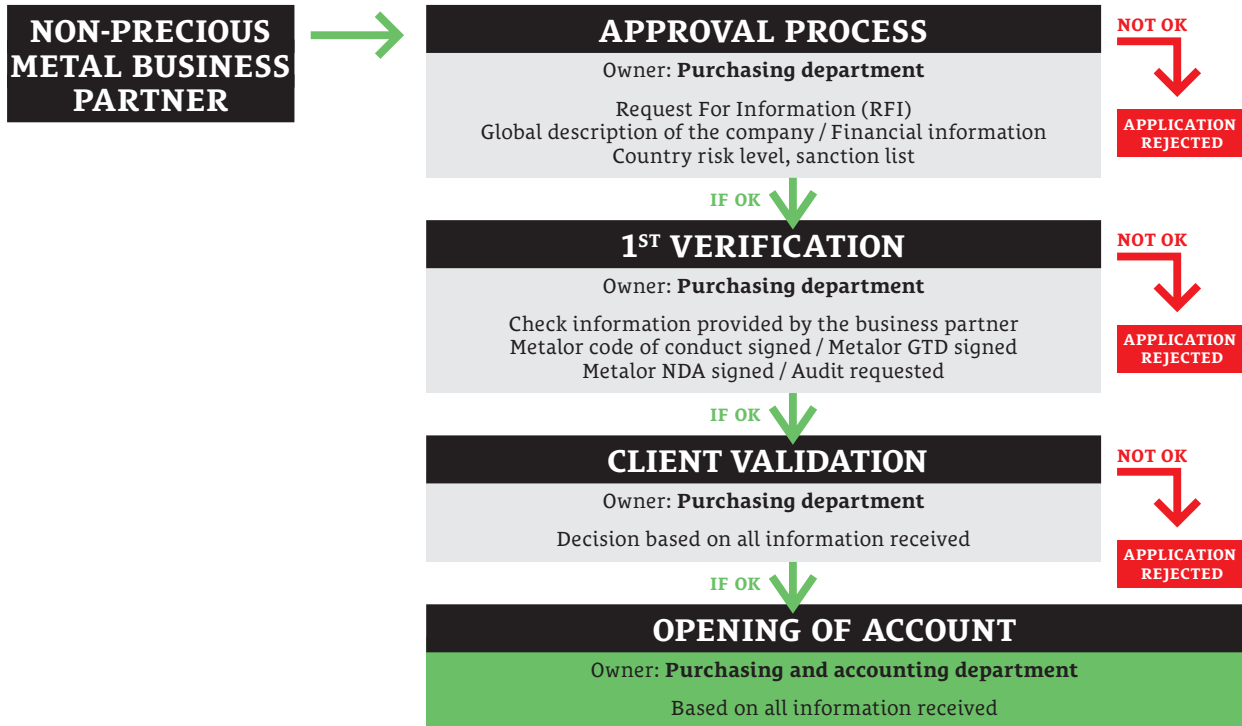 NON-PRECIOUS
METAL BUSINESS
PARTNER
APPROVAL PROCESS
Owner: Purchasing department
Request For Information (RFI)
Global description of the company / Financial information
Country risk level, sanction list
NOT OK
APPLICATION
REJECTED
IF OK
1ST VERIFICATION
Owner: Purchasing department
Check information provided by the business partner
Metalor code of conduct signed / Metalor GTD signed
Metalor NDA signed / Audit requested
NOT OK
APPLICATION
REJECTED
IF OK
CLIENT VALIDATION
Owner: Purchasing department
Decision based on all information received
NOT OK
APPLICATION
REJECTED
IF OK
OPENING OF ACCOUNT
Owner: Purchasing and accounting department
Based on all information received